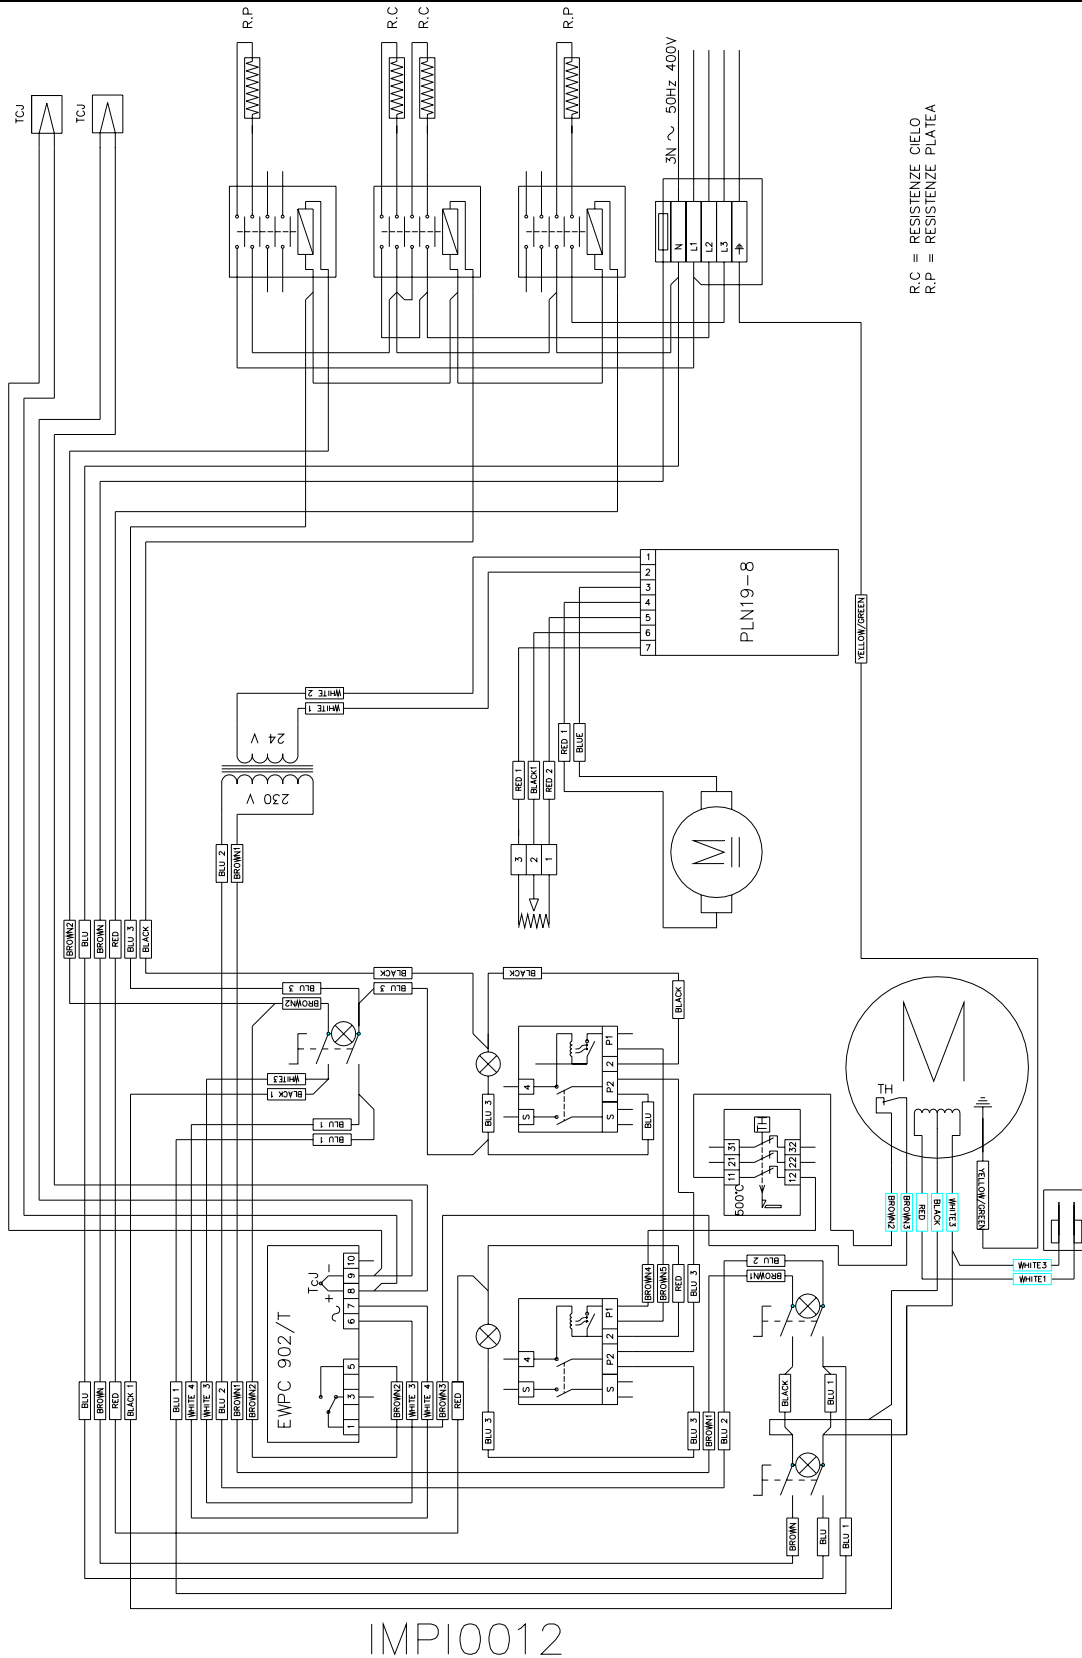 R.P
R.C
R.C
R.P
TCJ
TCJ
3N ~ 50Hz 400V
N
L1
L2
L3
R.C = RESISTENZE CIELO
R.P = RESISTENZE PLATEA
1
2
3
4
5
6
7
PLN19-8
YELLOW/GREEN
WHITE 2
WHITE 1
24 V
230 V
RED 1
BLUE
RED 1
BLACK1
RED 2
3
2
1
M
BLU 2
BROWN1
BROWN2
BLU
BROWN
RED
BLU 3
BLACK
BLACK
BLU 3
BLU 3
BROWN2
BLACK
BLACK
WHITE3
BLACK 1
BLU 1
BLU 1
BLU 3
4
S
P1
2
P2
S
BLU
M
TH
TH
31
21
11
32
22
12
500°C
BROWN2
BROWN3
RED
BLACK
WHITE3
YELLOW/GREEN
WHITE3
WHITE1
EWPC 902/T
TcJ
+ -
~
10
9
8
7
6
5
3
1
BROWN4
BROWN5
RED
BLU 3
BLU 2
BROWN1
4
S
P1
2
P2
S
BLU
BROWN
RED
BLACK 1
BLU 1
WHITE 4
WHITE 3
BLU 2
BROWN1
BROWN2
BROWN2
WHITE 3
WHITE 4
BROWN3
RED
BLU 3
BLU 3
BROWN1
BLU 2
BLACK
BLU 1
BROWN
BLU
BLU 1
IMPI0012